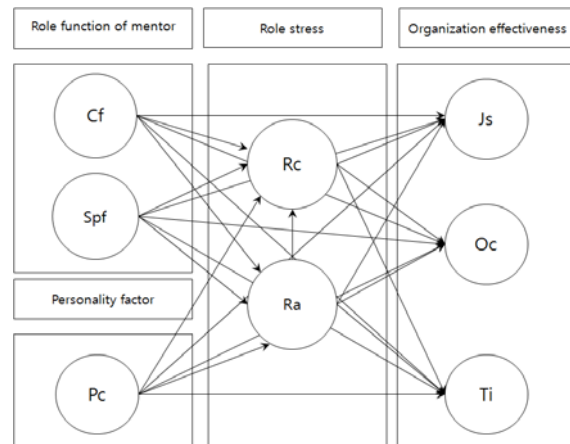 Role function of mentor
Role stress
Organization effectiveness
Cf
Js
Rc
Spf
Oc
Personality factor
Ra
Pc
Ti